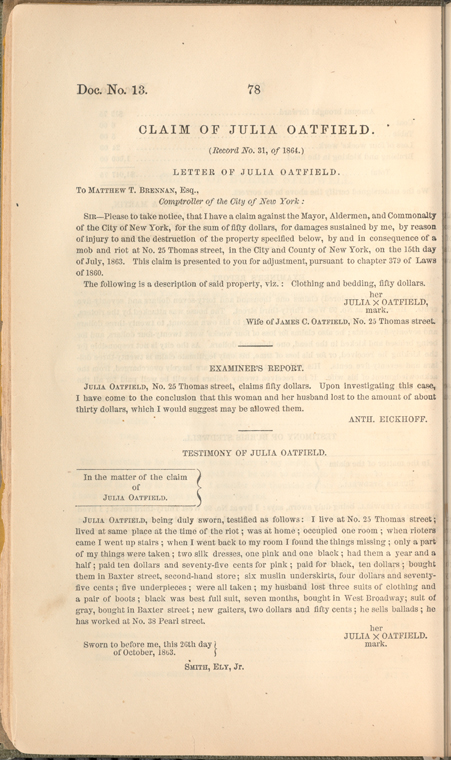 Doc. No. 13. 78
CLAIM OF JULIA OATFIELD.
(Record No. 31, of 1864.)
LETTER OF JULIA OATFIELD.
To MATTHEW T. BRENNAN, Esq.,
Comptroller of the City of New York:
SIR—Please to take notice, that I have a claim against the Mayor, Aldermen, and Commonalty
of the City of New York, for the sum of fifty dollars, for damages sustained by me, by reason
of injury to and the destruction of the property specified below, by and in consequence of a
mob and riot at No. 25 Thomas street, in the City and County of New York, on the 15th day
of July, 1863. This claim is presented to you for adjustment, pursuant to chapter 379 of Laws
of 1860.
The following is a description of said property, viz.: Clothing and bedding, fifty dollars.
her
JULIA × OATFIELD,
mark.
Wife of JAMES C. OATFIELD, No. 25 Thomas street.
EXAMINER'S REPORT.
JULIA OATFIELD, No. 25 Thomas street, claims fifty dollars. Upon investigating this case,
I have come to the conclusion that this woman and her husband lost to the amount of about
thirty dollars, which I would suggest may be allowed them.
ANTH. EICKHOFF.
TESTIMONY OF JULIA OATFIELD.
In the matter of the claim
of
JULIA OATFIELD.
JULIA OATFIELD, being duly sworn, testified as follows: I live at No. 25 Thomas street;
lived at same place at the time of the riot; was at home; occupied one room; when rioters
came I went up stairs; when I went back to my room I found the things missing; only a part
of my things were taken; two silk dresses, one pink and one black; had them a year and a
half; paid ten dollars and seventy-five cents for pink; paid for black, ten dollars; bought
them in Baxter street, second-hand store; six muslin underskirts, four dollars and seventy-
five cents; five underpieces; were all taken; my husband lost three suits of clothing and
a pair of boots; black was best full suit, seven months, bought in West Broadway; suit of
gray, bought in Baxter street; new gaiters, two dollars and fifty cents; he sells ballads; he
has worked at No. 38 Pearl street.
her
JULIA × OATFIELD.
mark.
Sworn to before me, this 26th day
of October, 1863.
SMITH, ELY, Jr.